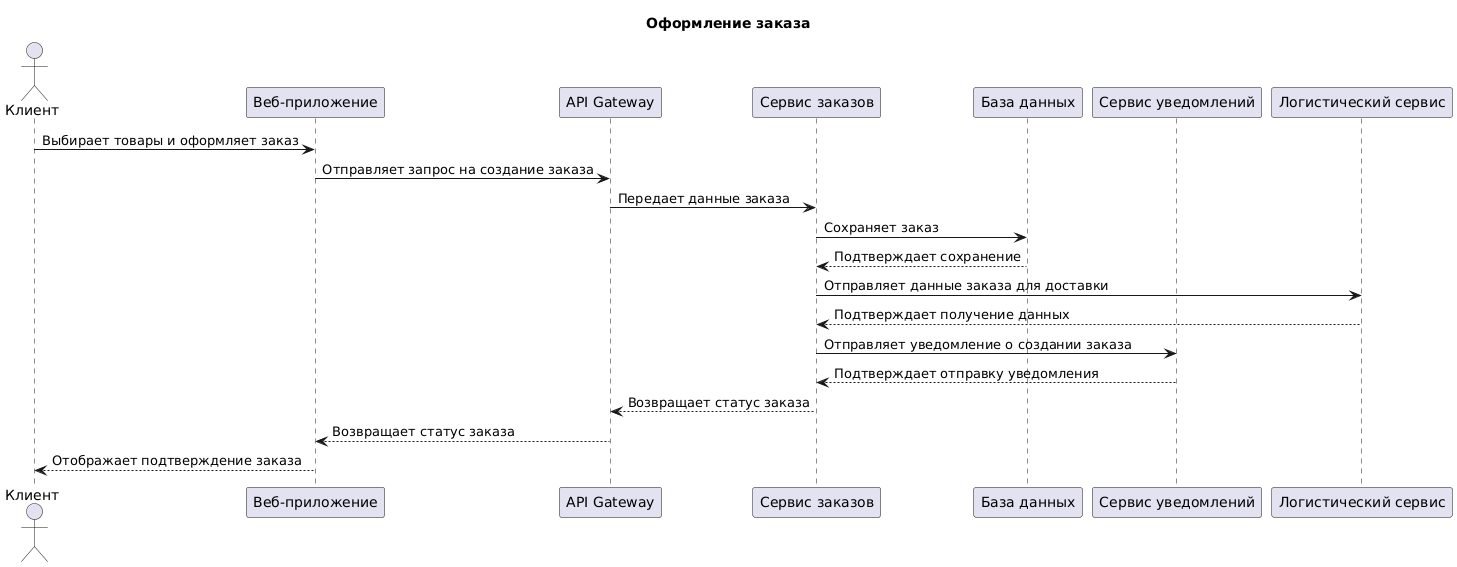 Оформление заказа
Клиент
Веб-приложение
API Gateway
Сервис заказов
База данных
Сервис уведомлений
Логистический сервис
Выбирает товары и оформляет заказ
Отправляет запрос на создание заказа
Передает данные заказа
Сохраняет заказ
Подтверждает сохранение
Отправляет данные заказа для доставки
Подтверждает получение данных
Отправляет уведомление о создании заказа
Подтверждает отправку уведомления
Возвращает статус заказа
Возвращает статус заказа
Отображает подтверждение заказа
Клиент
Веб-приложение
API Gateway
Сервис заказов
База данных
Сервис уведомлений
Логистический сервис